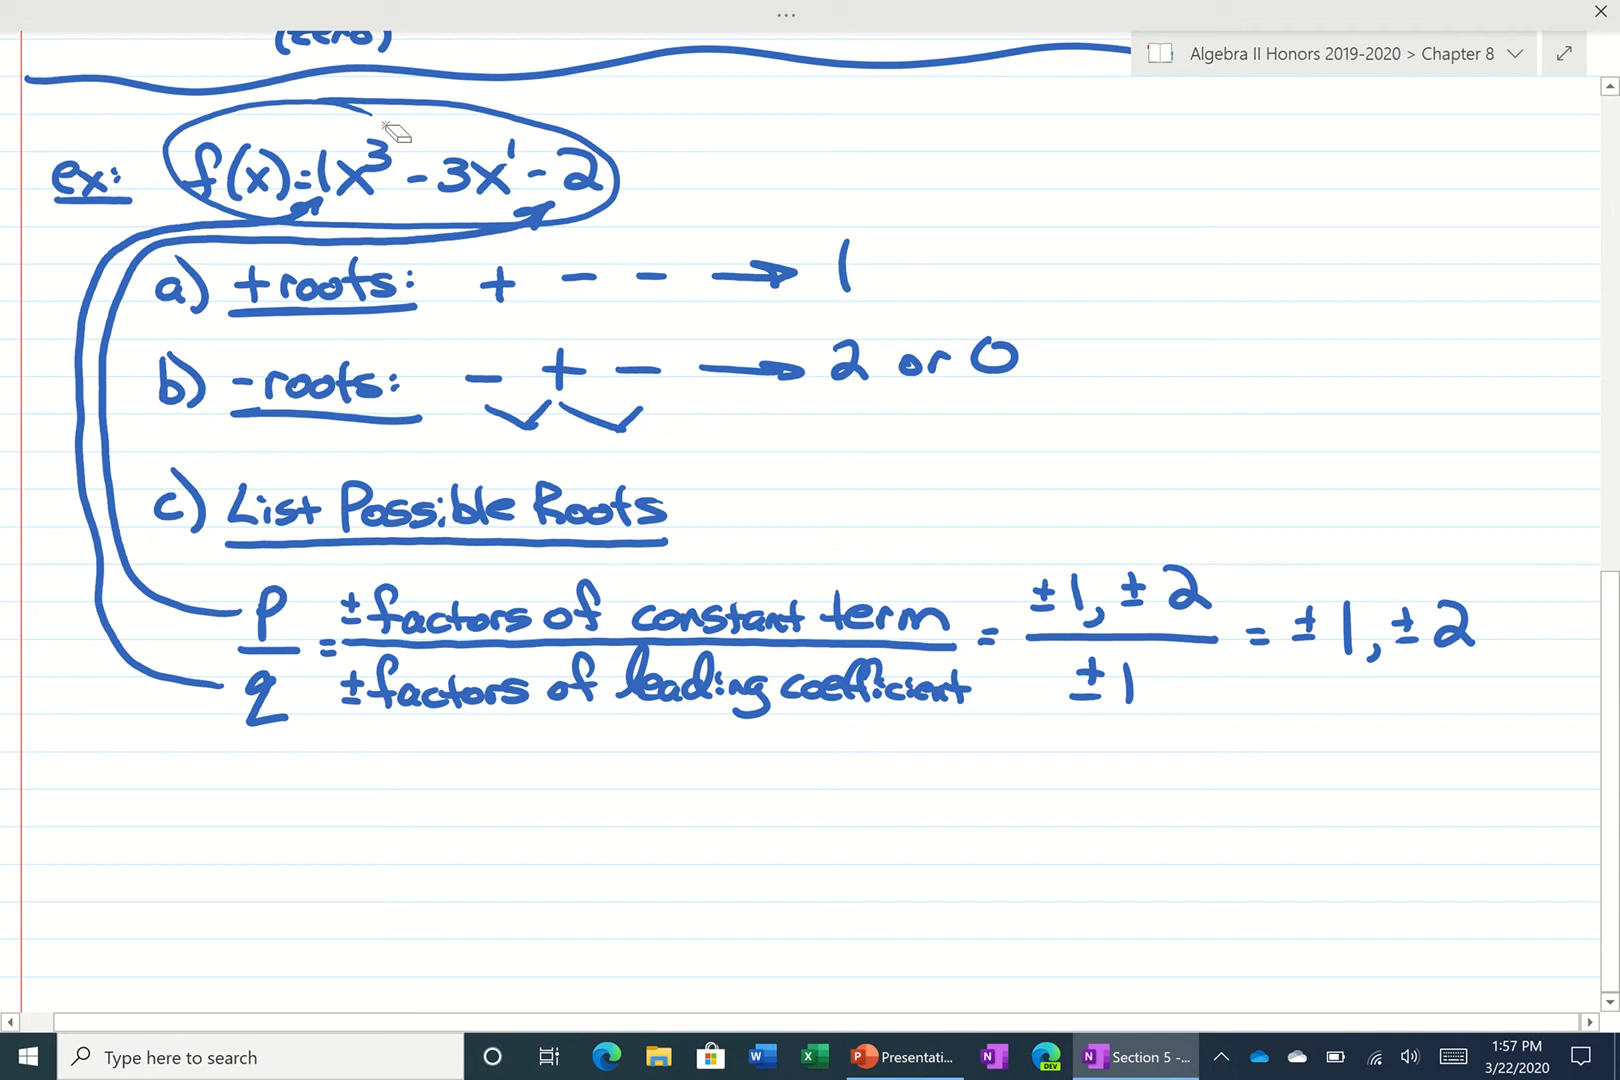 (zero)
Algebra II Honors 2019-2020 > Chapter 8
ex: f(x)=1x³ - 3x¹ - 2
a) +roots: + - - → 1
b) -roots: - + - → 2 or 0
c) List Possible Roots
p/q = ±factors of constant term / ±factors of leading coefficient = ±1, ±2 / ±1 = ±1, ±2
Type here to search
Presentati...
DEV
Section 5 -...
1:57 PM
3/22/2020